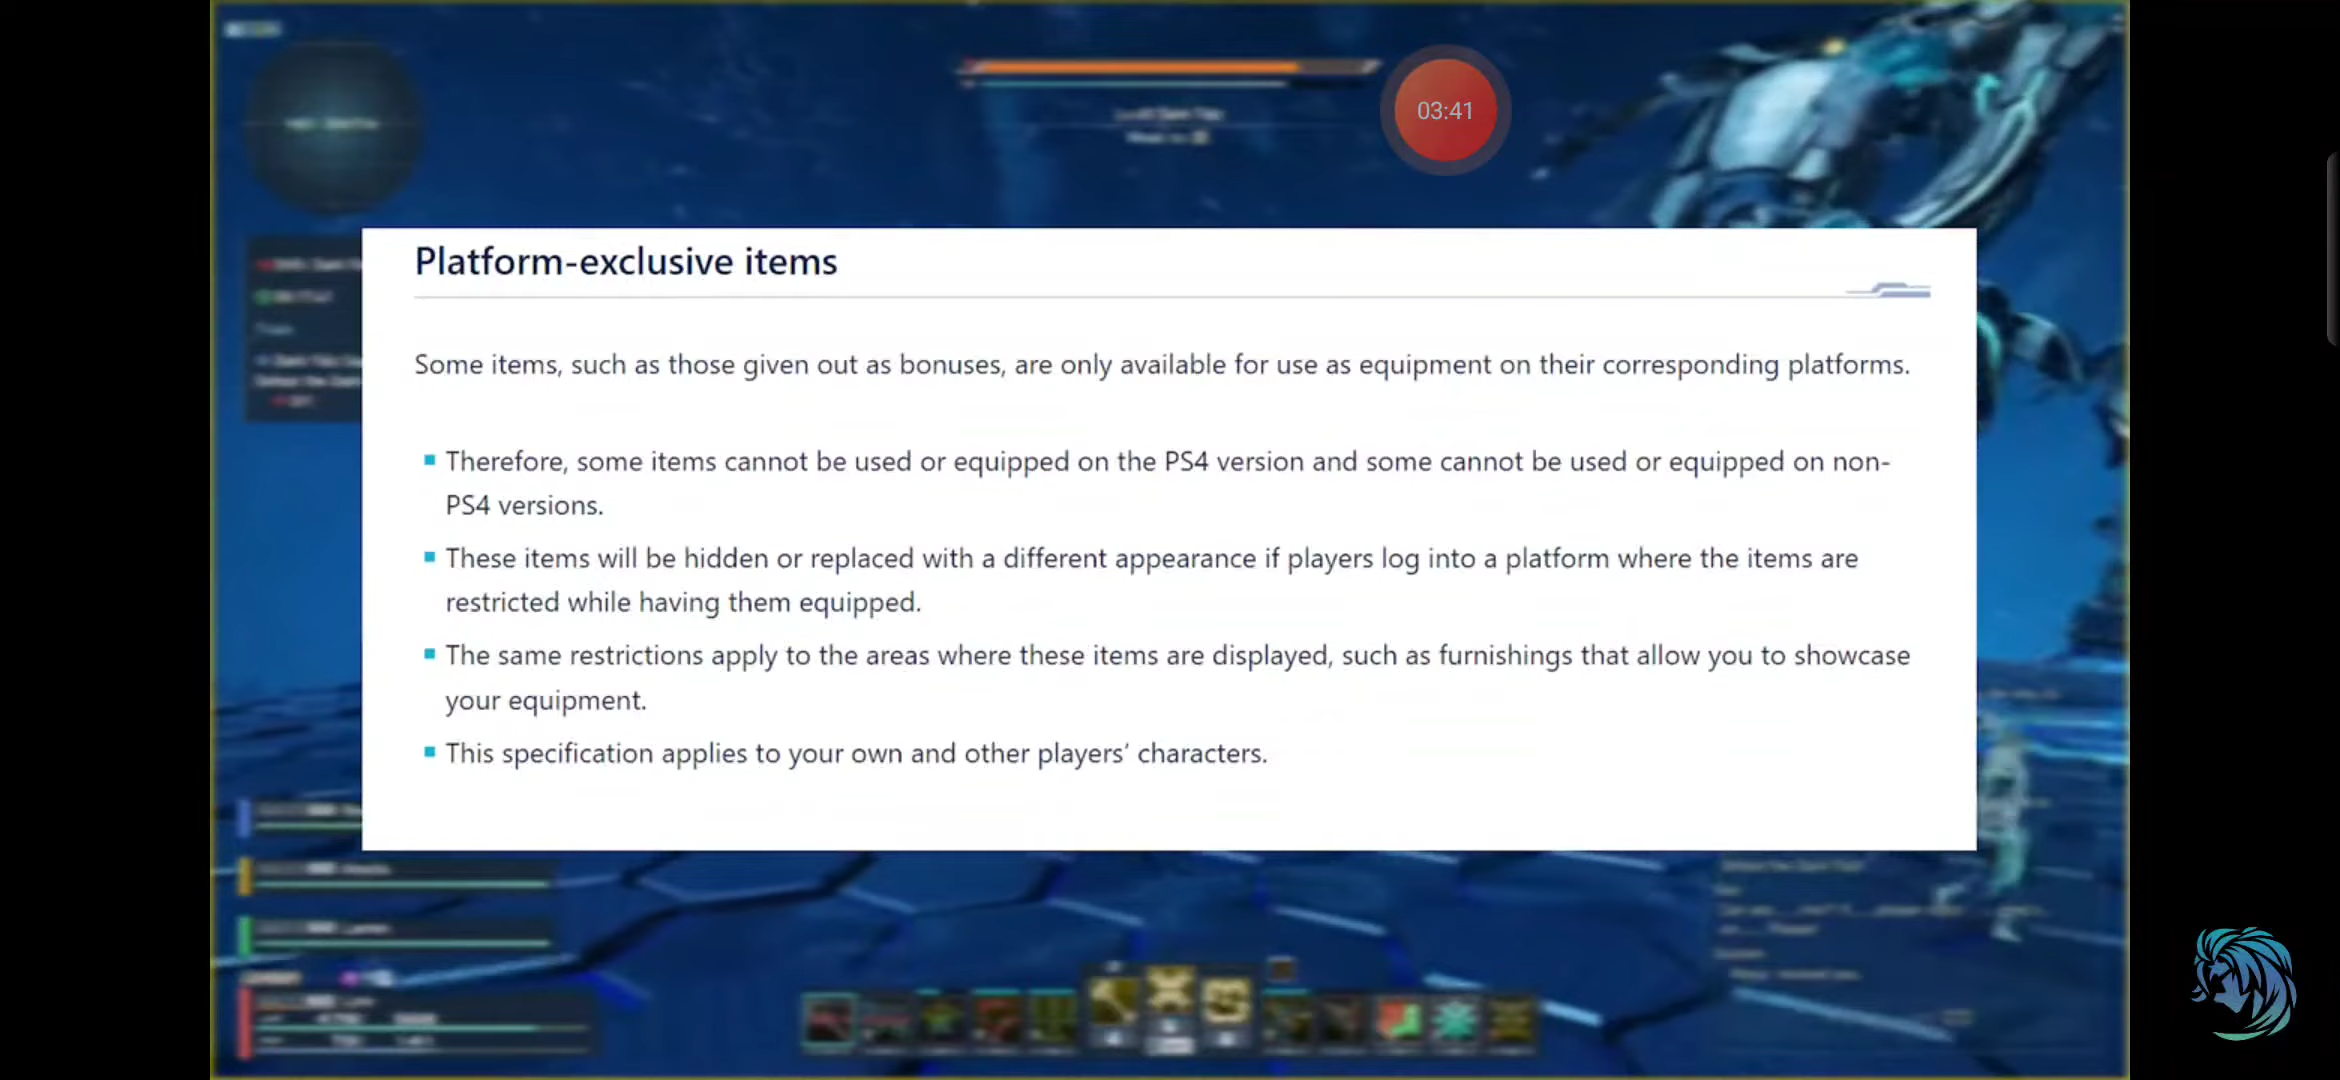 03:41
Platform-exclusive items
Some items, such as those given out as bonuses, are only available for use as equipment on their corresponding platforms.
Therefore, some items cannot be used or equipped on the PS4 version and some cannot be used or equipped on non-
PS4 versions.
These items will be hidden or replaced with a different appearance if players log into a platform where the items are
restricted while having them equipped.
The same restrictions apply to the areas where these items are displayed, such as furnishings that allow you to showcase
your equipment.
This specification applies to your own and other players’ characters.